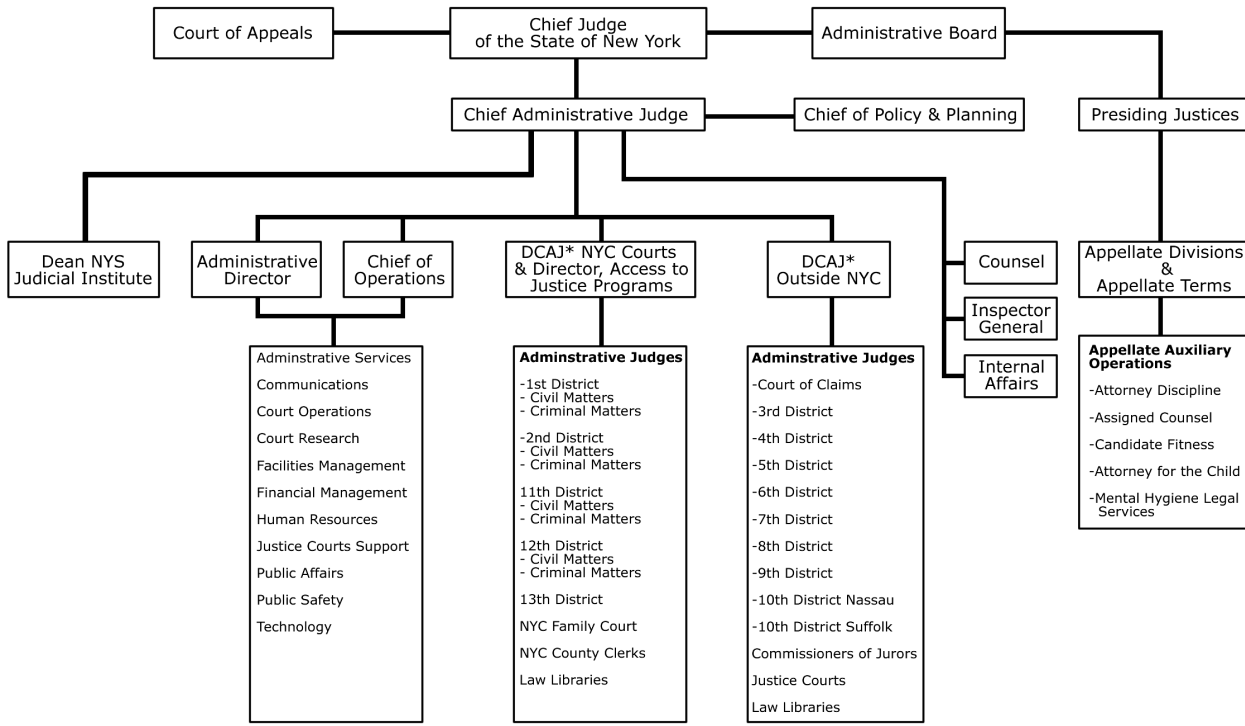 Court of Appeals
Chief Judge
of the State of New York
Administrative Board
Chief Administrative Judge
Chief of Policy & Planning
Presiding Justices
Dean NYS
Judicial Institute
Administrative
Director
Chief of
Operations
DCAJ* NYC Courts
& Director, Access to
Justice Programs
DCAJ*
Outside NYC
Counsel
Inspector
General
Internal
Affairs
Appellate Divisions
&
Appellate Terms
Adminstrative Services
Communications
Court Operations
Court Research
Facilities Management
Financial Management
Human Resources
Justice Courts Support
Public Affairs
Public Safety
Technology
Adminstrative Judges
-1st District
- Civil Matters
- Criminal Matters
-2nd District
- Civil Matters
- Criminal Matters
11th District
- Civil Matters
- Criminal Matters
12th District
- Civil Matters
- Criminal Matters
13th District
NYC Family Court
NYC County Clerks
Law Libraries
Adminstrative Judges
-Court of Claims
-3rd District
-4th District
-5th District
-6th District
-7th District
-8th District
-9th District
-10th District Nassau
-10th District Suffolk
Commissioners of Jurors
Justice Courts
Law Libraries
Appellate Auxiliary
Operations
-Attorney Discipline
-Assigned Counsel
-Candidate Fitness
-Attorney for the Child
-Mental Hygiene Legal
Services